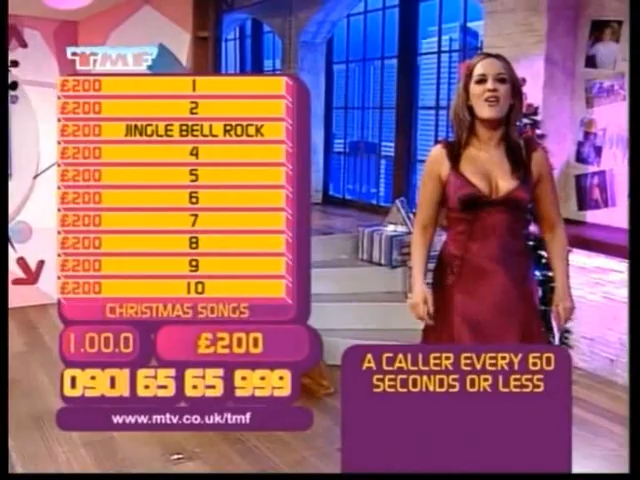 TMF
£200 1
£200 2
£200 JINGLE BELL ROCK
£200 4
£200 5
£200 6
£200 7
£200 8
£200 9
£200 10
CHRISTMAS SONGS
1.00.0 £200
0901 65 65 999
www.mtv.co.uk/tmf
A CALLER EVERY 60
SECONDS OR LESS